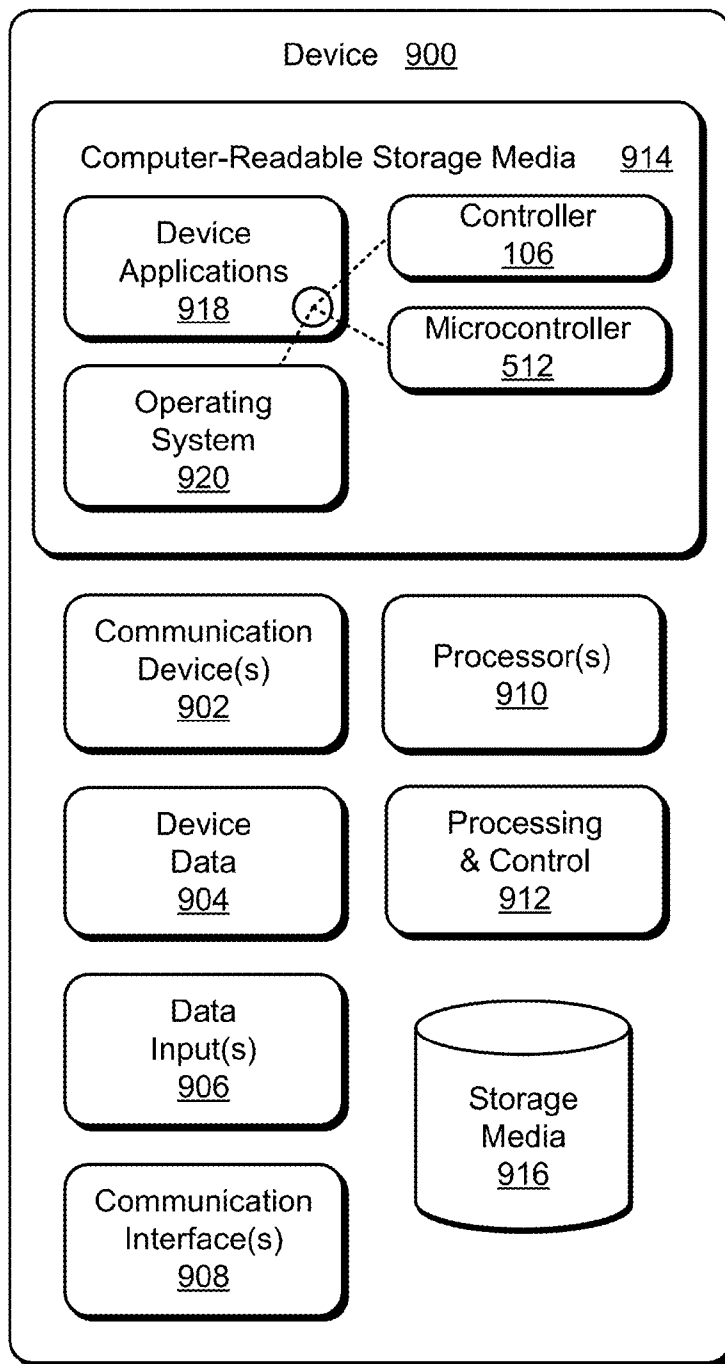 Device 900
Computer-Readable Storage Media 914
Device
Applications
918
Controller
106
Microcontroller
512
Operating
System
920
Communication
Device(s)
902
Processor(s)
910
Device
Data
904
Processing
& Control
912
Data
Input(s)
906
Storage
Media
916
Communication
Interface(s)
908